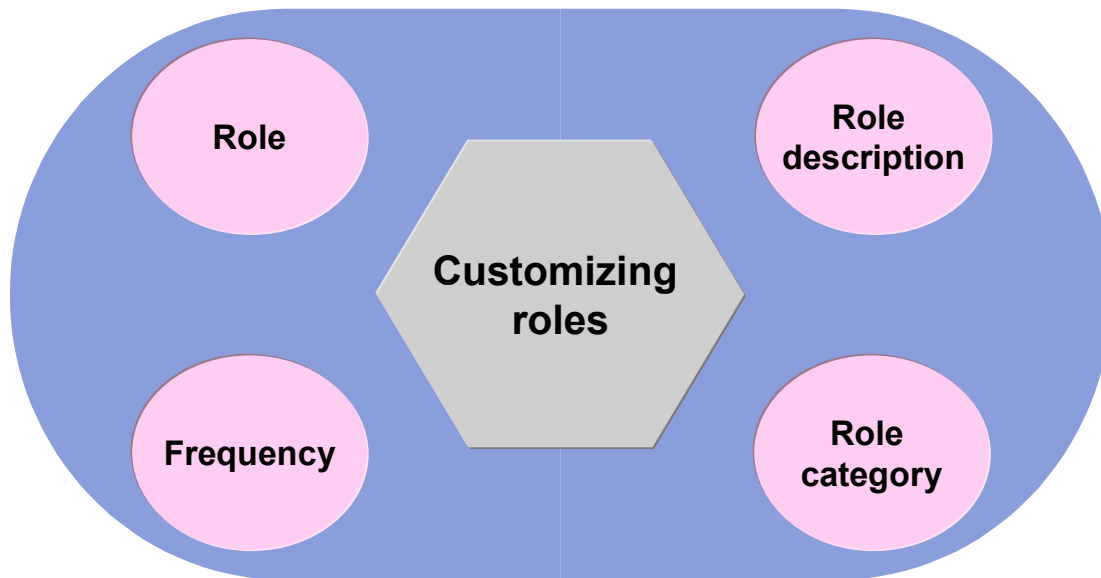 Role
Role
description
Customizing
roles
Frequency
Role
category